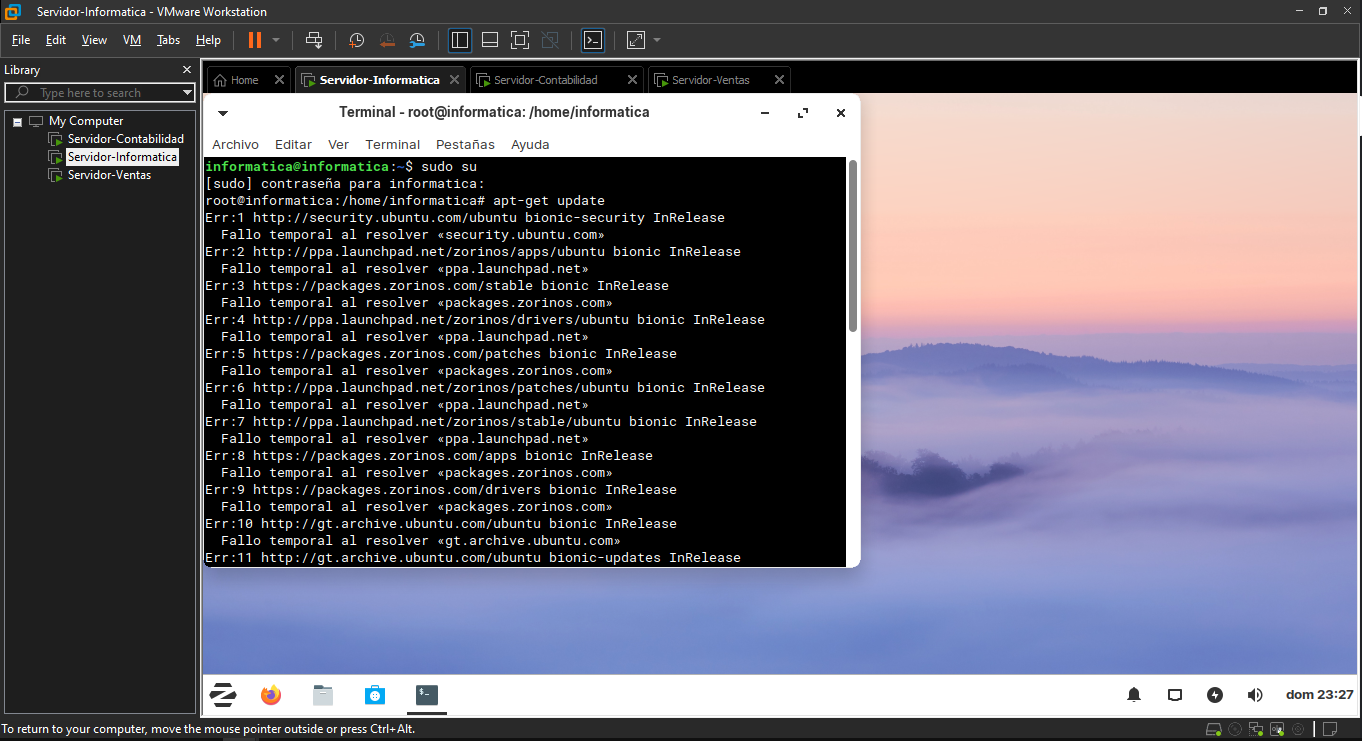 Servidor-Informatica - VMware Workstation
File Edit View VM Tabs Help
Library
Type here to search
My Computer
Servidor-Contabilidad
Servidor-Informatica
Servidor-Ventas
Home Servidor-Informatica Servidor-Contabilidad Servidor-Ventas
Terminal - root@informatica: /home/informatica
Archivo Editar Ver Terminal Pestañas Ayuda
informatica@informatica:~$ sudo su
[sudo] contraseña para informatica:
root@informatica:/home/informatica# apt-get update
Err:1 http://security.ubuntu.com/ubuntu bionic-security InRelease
Fallo temporal al resolver «security.ubuntu.com»
Err:2 http://ppa.launchpad.net/zorinos/apps/ubuntu bionic InRelease
Fallo temporal al resolver «ppa.launchpad.net»
Err:3 https://packages.zorinos.com/stable bionic InRelease
Fallo temporal al resolver «packages.zorinos.com»
Err:4 http://ppa.launchpad.net/zorinos/drivers/ubuntu bionic InRelease
Fallo temporal al resolver «ppa.launchpad.net»
Err:5 https://packages.zorinos.com/patches bionic InRelease
Fallo temporal al resolver «packages.zorinos.com»
Err:6 http://ppa.launchpad.net/zorinos/patches/ubuntu bionic InRelease
Fallo temporal al resolver «ppa.launchpad.net»
Err:7 http://ppa.launchpad.net/zorinos/stable/ubuntu bionic InRelease
Fallo temporal al resolver «ppa.launchpad.net»
Err:8 https://packages.zorinos.com/apps bionic InRelease
Fallo temporal al resolver «packages.zorinos.com»
Err:9 https://packages.zorinos.com/drivers bionic InRelease
Fallo temporal al resolver «packages.zorinos.com»
Err:10 http://gt.archive.ubuntu.com/ubuntu bionic InRelease
Fallo temporal al resolver «gt.archive.ubuntu.com»
Err:11 http://gt.archive.ubuntu.com/ubuntu bionic-updates InRelease
dom 23:27
To return to your computer, move the mouse pointer outside or press Ctrl+Alt.